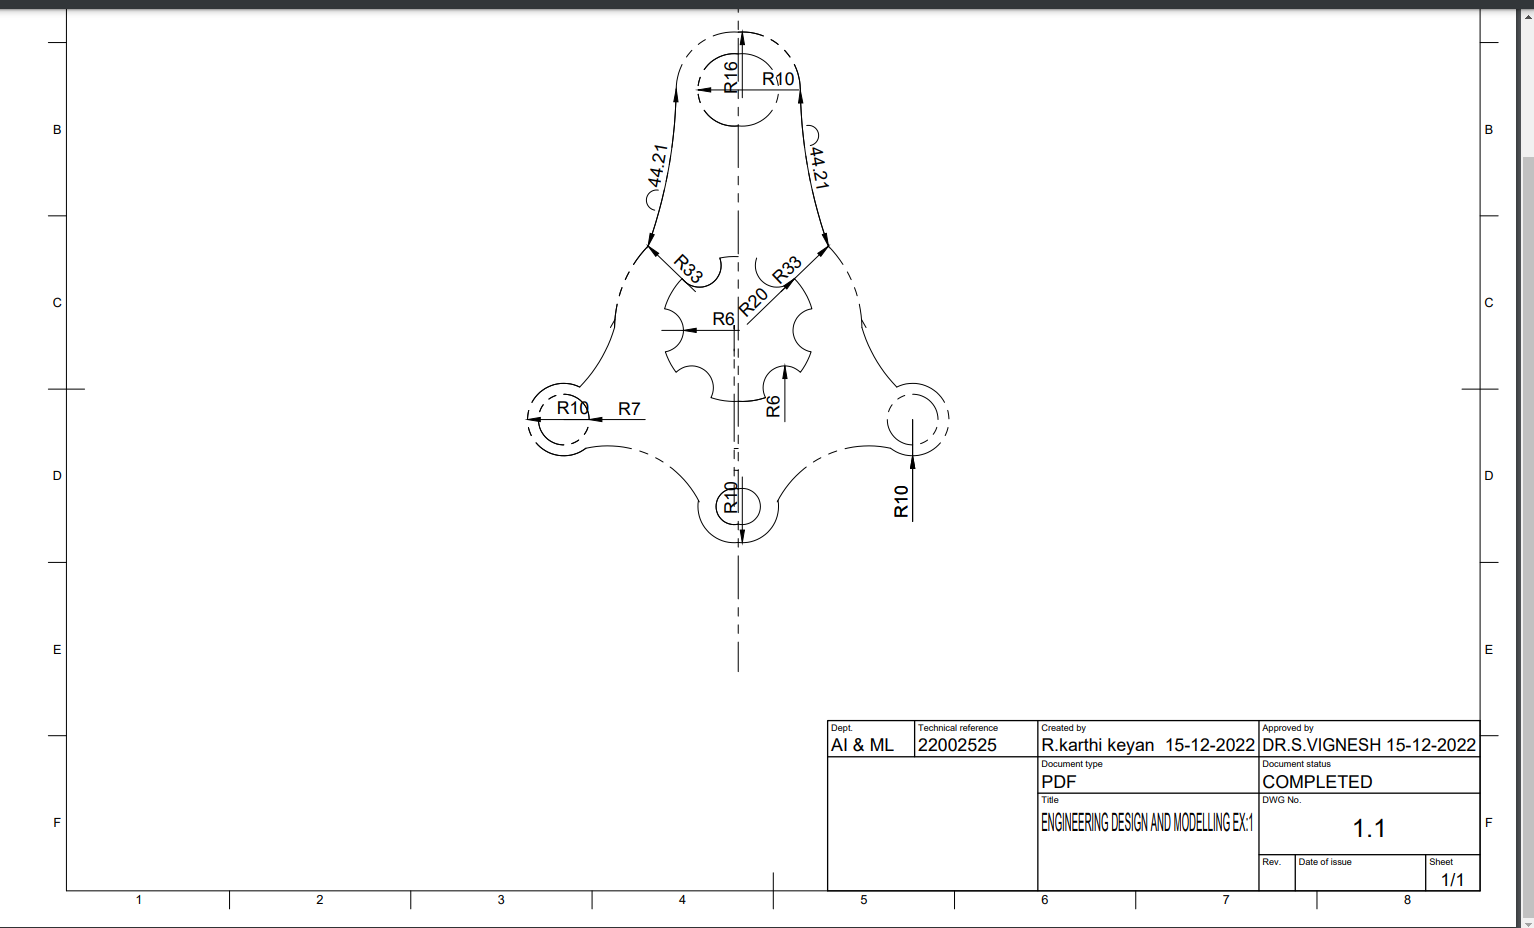 R16
R10
B
B
44.21
44.21
R33
R33
R20
C
C
R6
R10
R7
R6
D
D
R10
R10
E
E
Dept.
Technical reference
Created by
Approved by
AI & ML
22002525
R.karthi keyan 15-12-2022
DR.S.VIGNESH 15-12-2022
Document type
Document status
PDF
COMPLETED
Title
DWG No.
ENGINEERING DESIGN AND MODELLING EX:1
1.1
F
F
Rev.
Date of issue
Sheet
1/1
1
2
3
4
5
6
7
8